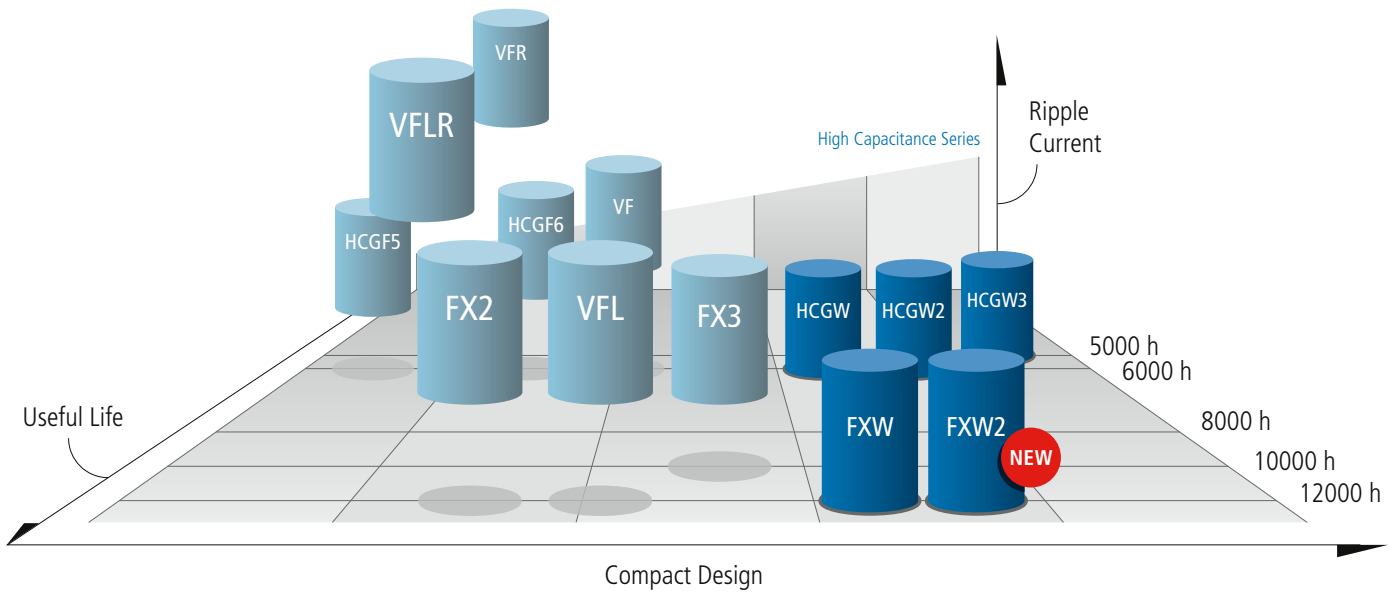 VFR
VFLR
High Capacitance Series
Ripple
Current
HCGF5
HCGF6
VF
FX2
VFL
FX3
HCGW
HCGW2
HCGW3
5000 h
6000 h
8000 h
10000 h
12000 h
FXW
FXW2
NEW
Useful Life
Compact Design